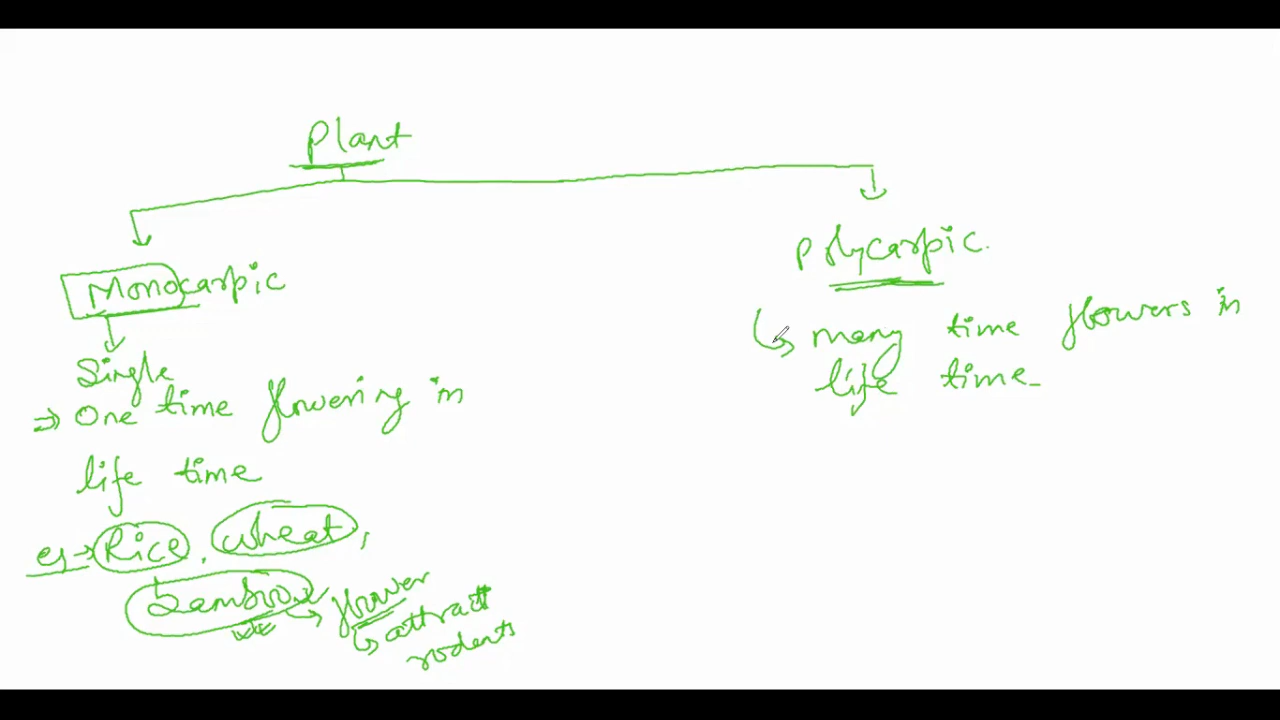 Plant
Monocarpic
Single
⇒ One time flowering in
life time
eg → Rice, wheat,
bamboo → flower
↳ attract
rodents
Polycarpic.
↳ many time flowers in
life time